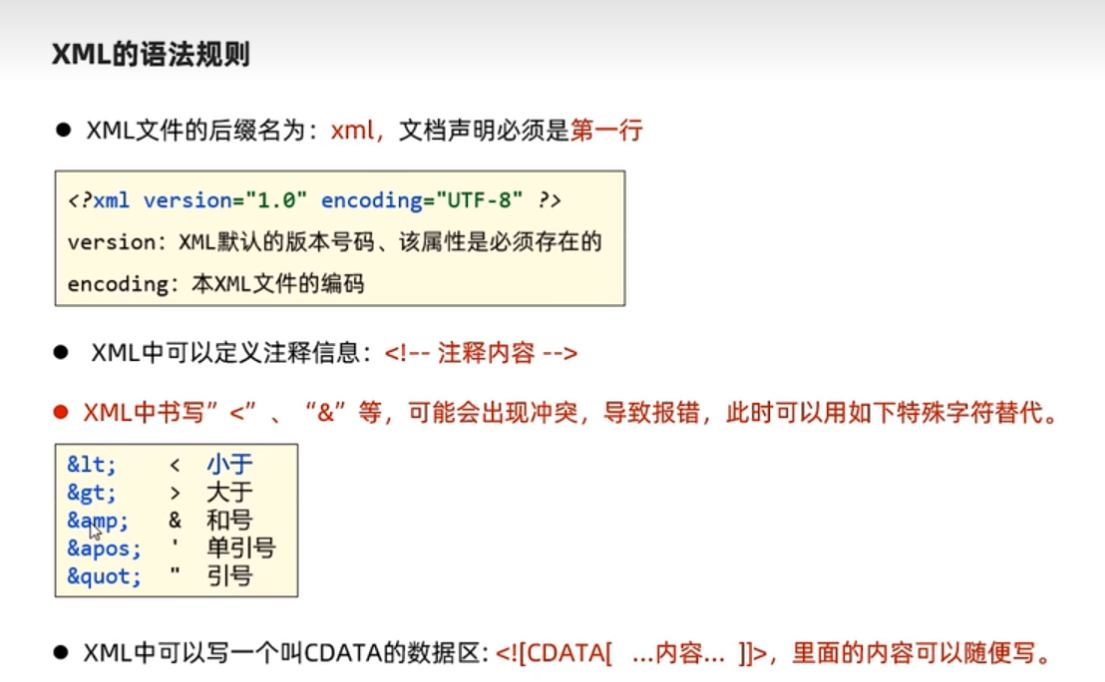 XML的语法规则
● XML文件的后缀名为：xml，文档声明必须是第一行
<?xml version="1.0" encoding="UTF-8" ?>
version：XML默认的版本号码、该属性是必须存在的
encoding：本XML文件的编码
● XML中可以定义注释信息：<!-- 注释内容 -->
● XML中书写”<”、“&”等，可能会出现冲突，导致报错，此时可以用如下特殊字符替代。
&lt; < 小于
&gt; > 大于
&amp; & 和号
&apos; ' 单引号
&quot; " 引号
● XML中可以写一个叫CDATA的数据区: <![CDATA[ …内容… ]]>，里面的内容可以随便写。